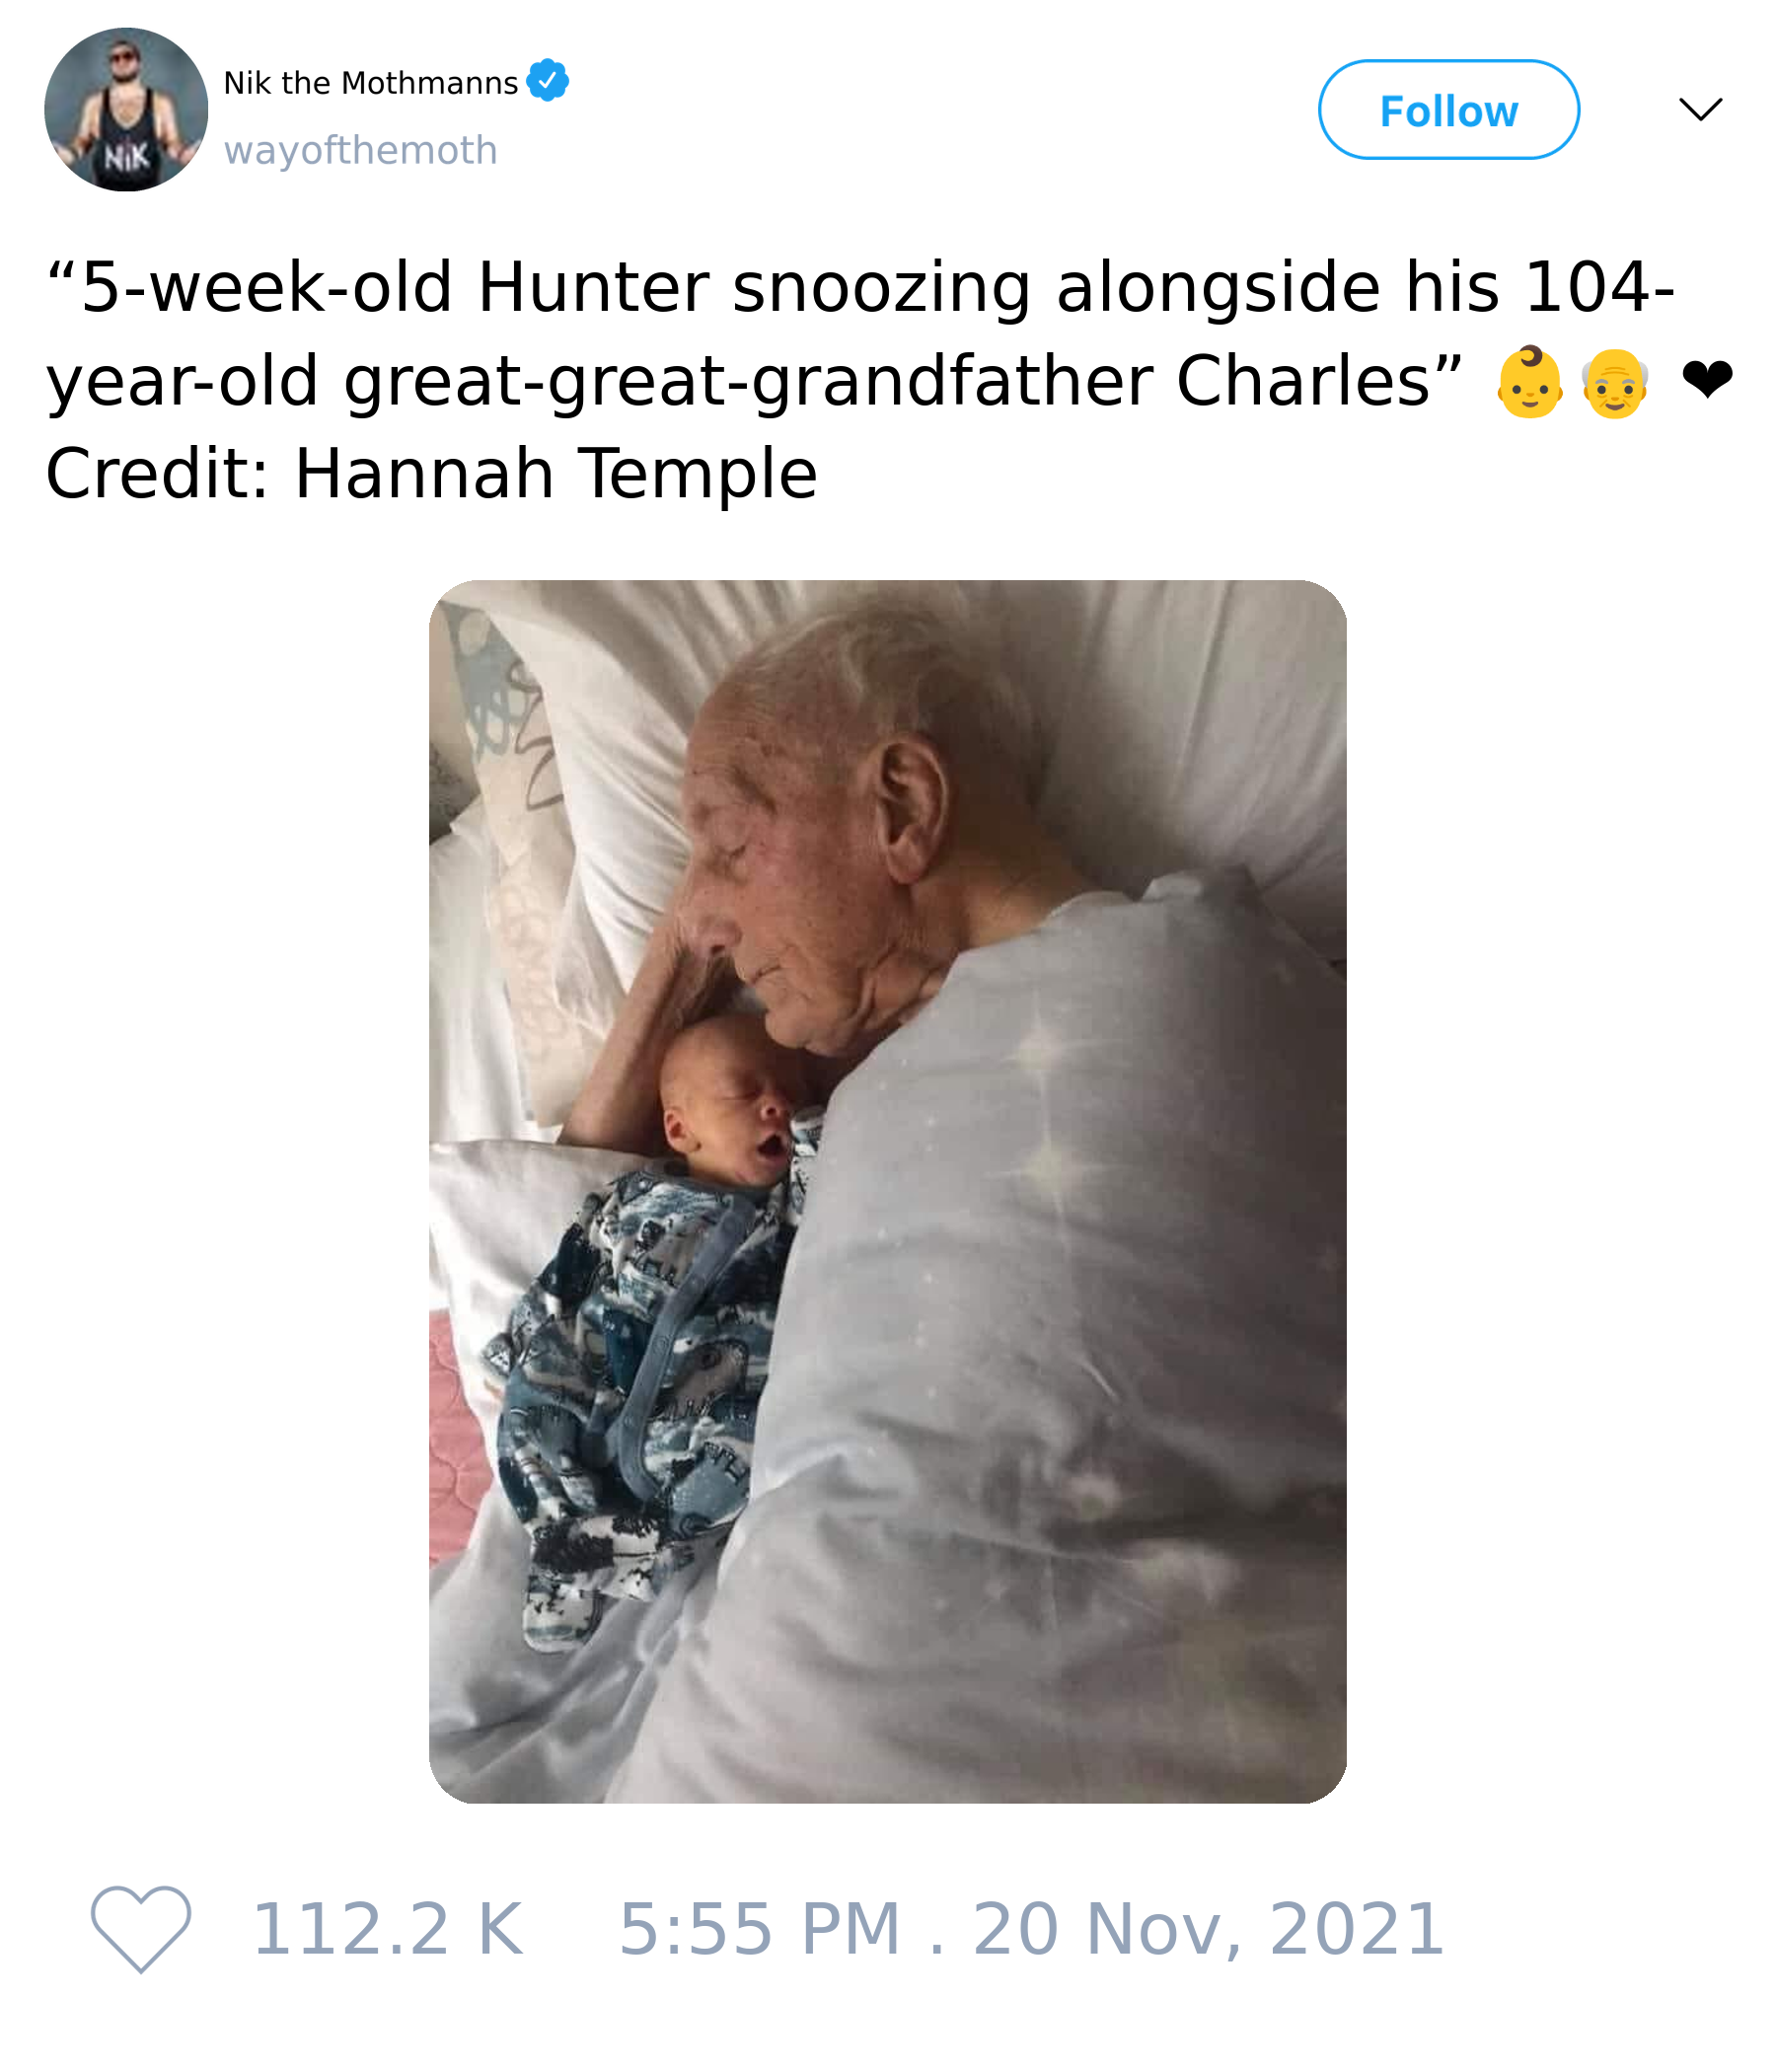 Nik the Mothmanns
wayofthemoth
Follow
NiK
“5-week-old Hunter snoozing alongside his 104-
year-old great-great-grandfather Charles” 👶👴 ❤
Credit: Hannah Temple
112.2 K 5:55 PM . 20 Nov, 2021